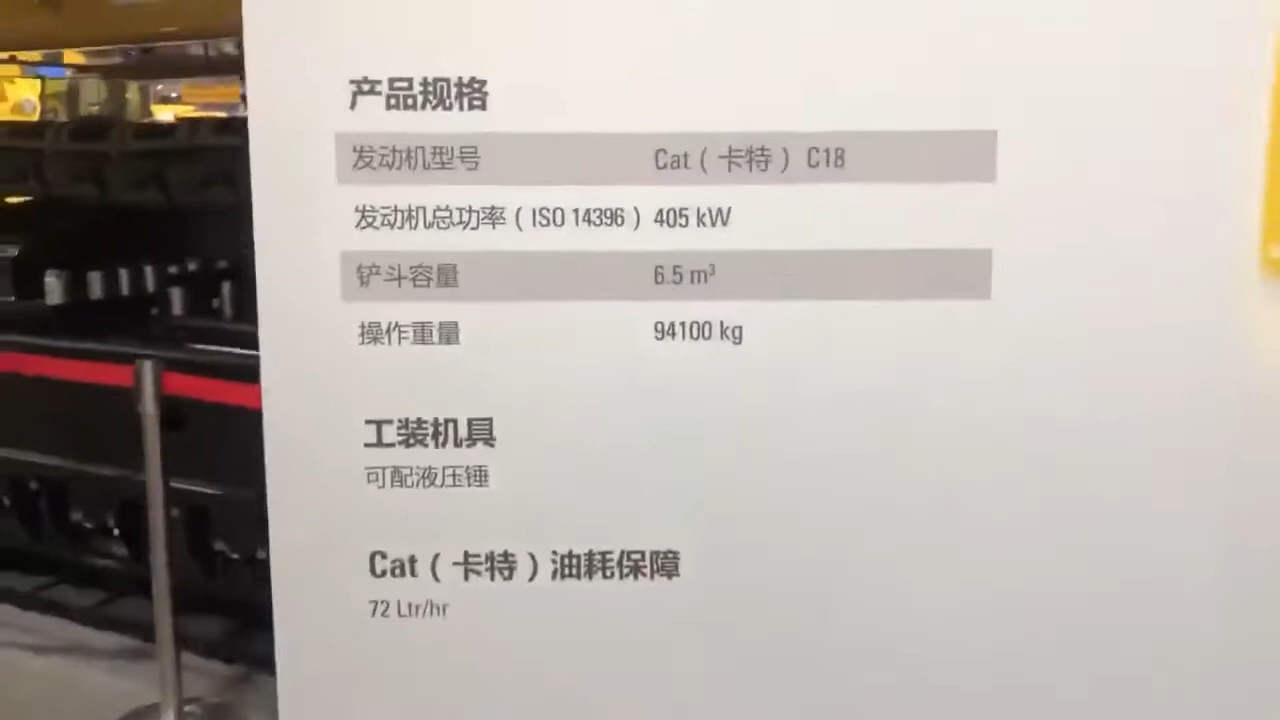 产品规格
发动机型号 Cat（卡特） C18
发动机总功率（ISO 14396） 405 kW
铲斗容量 6.5 m³
操作重量 94100 kg
工装机具
可配液压锤
Cat（卡特）油耗保障
72 Ltr/hr